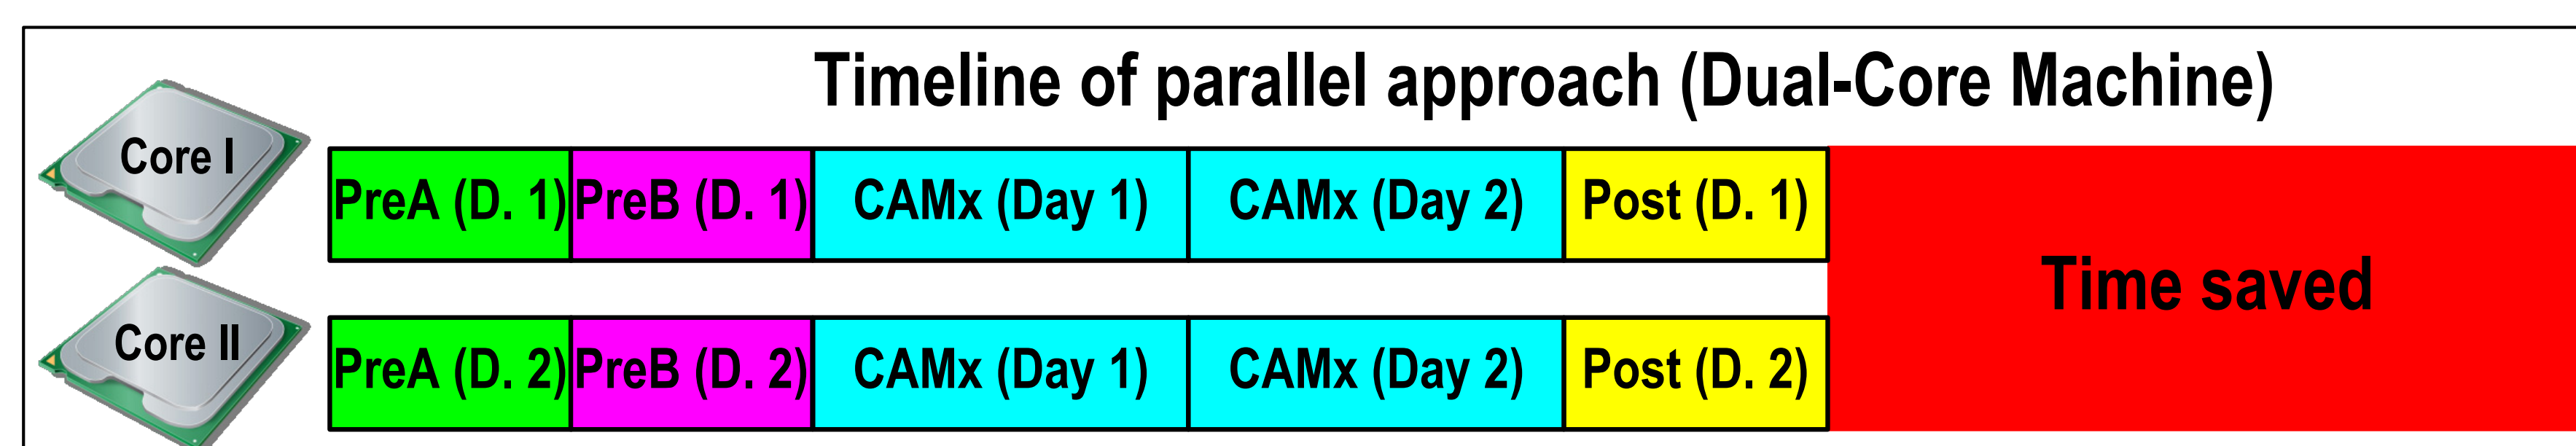 Timeline of parallel approach (Dual-Core Machine)
Core I
PreA (D. 1) PreB (D. 1) CAMx (Day 1) CAMx (Day 2) Post (D. 1)
Time saved
Core II
PreA (D. 2) PreB (D. 2) CAMx (Day 1) CAMx (Day 2) Post (D. 2)